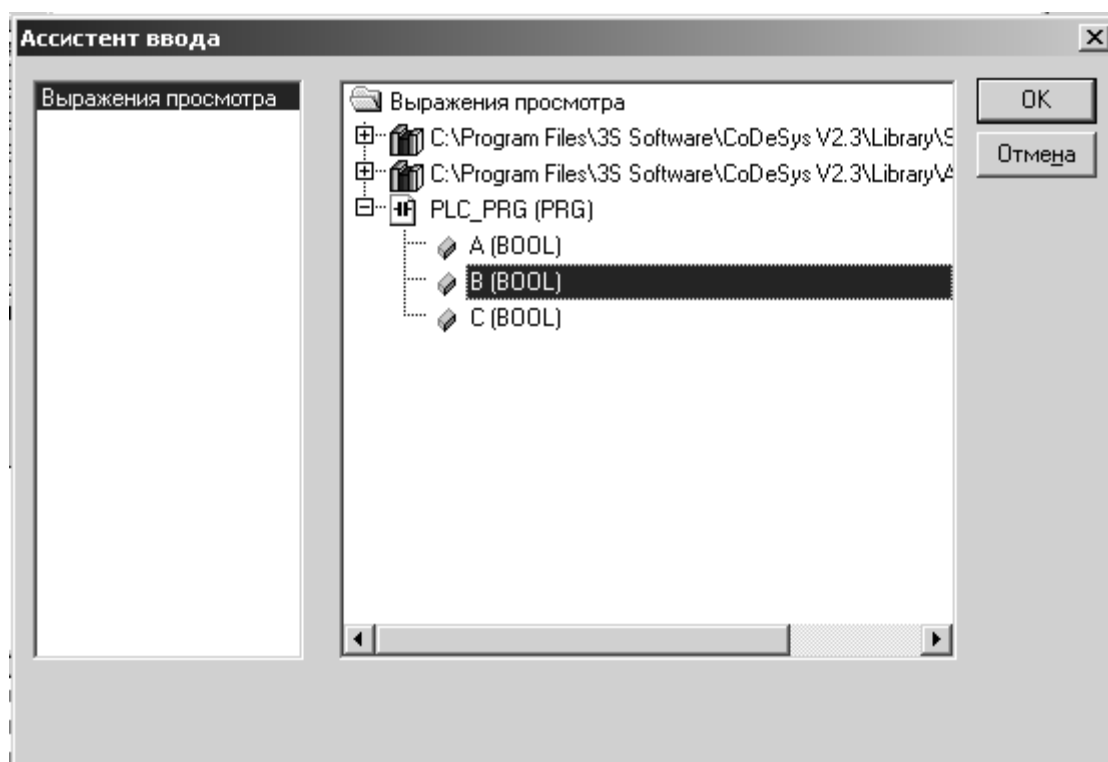 Ассистент ввода
Выражения просмотра
Выражения просмотра
C:\Program Files\3S Software\CoDeSys V2.3\Library\S
C:\Program Files\3S Software\CoDeSys V2.3\Library\A
PLC_PRG (PRG)
A (BOOL)
B (BOOL)
C (BOOL)
OK
Отмена